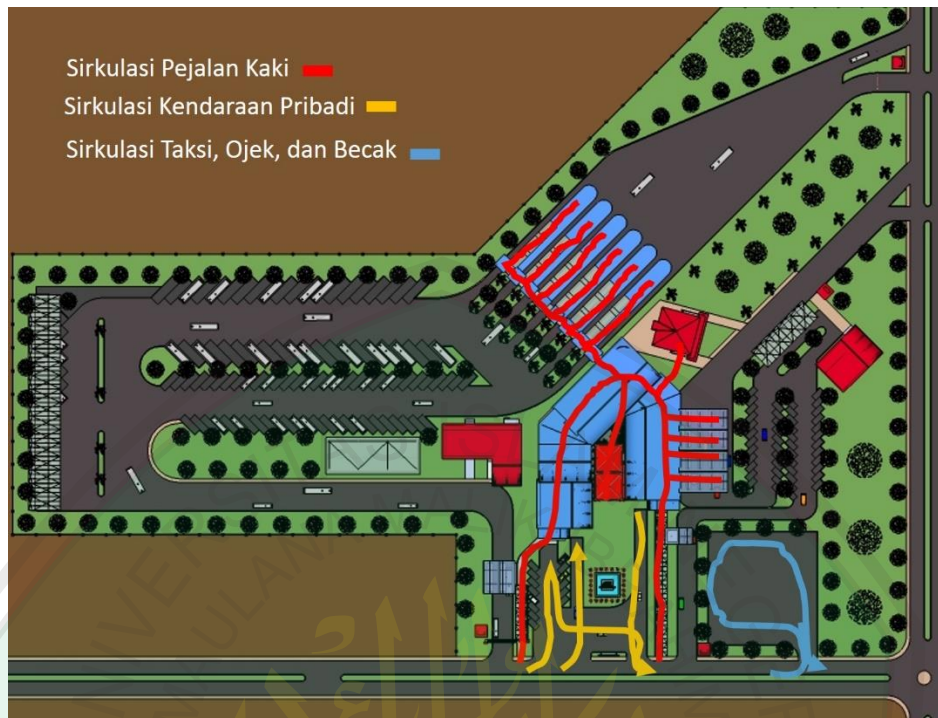 Sirkulasi Pejalan Kaki
Sirkulasi Kendaraan Pribadi
Sirkulasi Taksi, Ojek, dan Becak